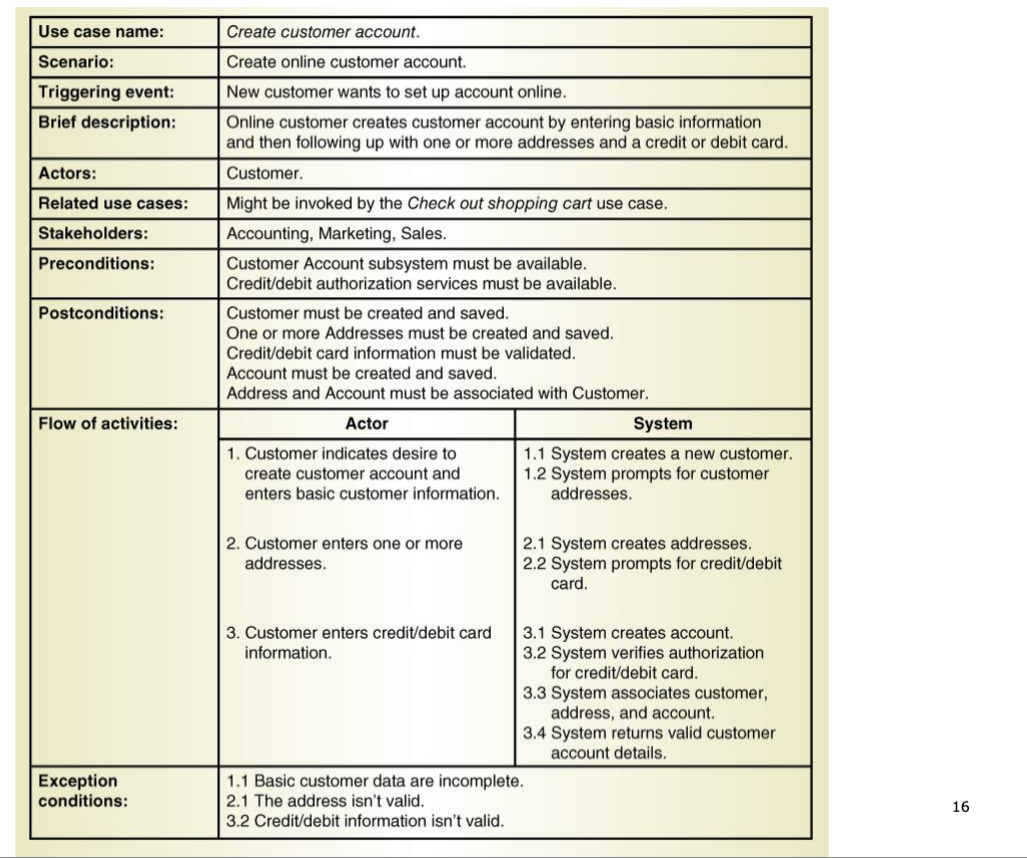 Use case name: Create customer account.
Scenario: Create online customer account.
Triggering event: New customer wants to set up account online.
Brief description: Online customer creates customer account by entering basic information
and then following up with one or more addresses and a credit or debit card.
Actors: Customer.
Related use cases: Might be invoked by the Check out shopping cart use case.
Stakeholders: Accounting, Marketing, Sales.
Preconditions: Customer Account subsystem must be available.
Credit/debit authorization services must be available.
Postconditions: Customer must be created and saved.
One or more Addresses must be created and saved.
Credit/debit card information must be validated.
Account must be created and saved.
Address and Account must be associated with Customer.
Flow of activities: Actor System
1. Customer indicates desire to
create customer account and
enters basic customer information.
1.1 System creates a new customer.
1.2 System prompts for customer
addresses.
2. Customer enters one or more
addresses.
2.1 System creates addresses.
2.2 System prompts for credit/debit
card.
3. Customer enters credit/debit card
information.
3.1 System creates account.
3.2 System verifies authorization
for credit/debit card.
3.3 System associates customer,
address, and account.
3.4 System returns valid customer
account details.
Exception
conditions:
1.1 Basic customer data are incomplete.
2.1 The address isn't valid.
3.2 Credit/debit information isn't valid.
16